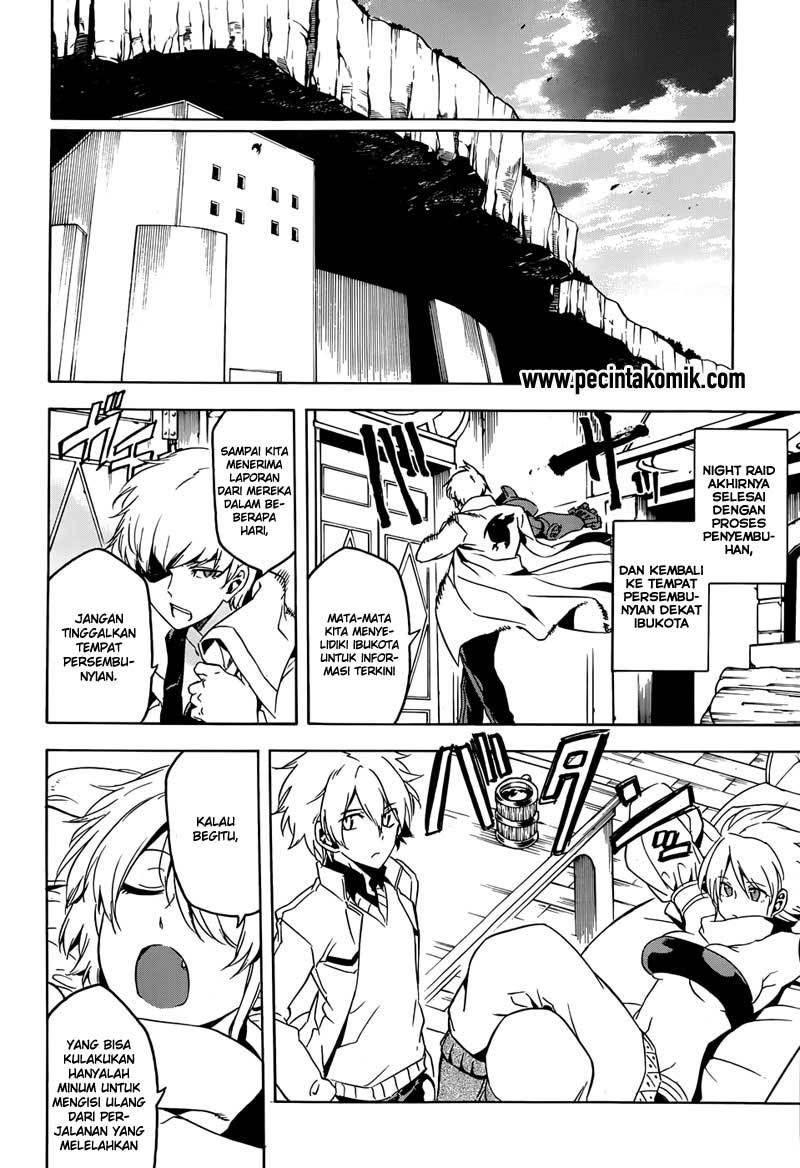 www.pecintakomik.com
NIGHT RAID
AKHIRNYA
SELESAI
DENGAN
PROSES
PENYEMBU-
HAN,
DAN KEMBALI
KE TEMPAT
PERSEMBU-
NYIAN DEKAT
IBUKOTA
MATA-MATA
KITA MENYE-
LIDIKI IBUKOTA
UNTUK INFOR-
MASI TERKINI
SAMPAI KITA
MENERIMA
LAPORAN
DARI MEREKA
DALAM BE-
BERAPA
HARI,
JANGAN
TINGGALKAN
TEMPAT
PERSEMBU-
NYIAN.
KALAU
BEGITU,
YANG BISA
KULAKUKAN
HANYALAH
MINUM UNTUK
MENGISI ULANG
DARI PER-
JALANAN YANG
MELELAHKAN